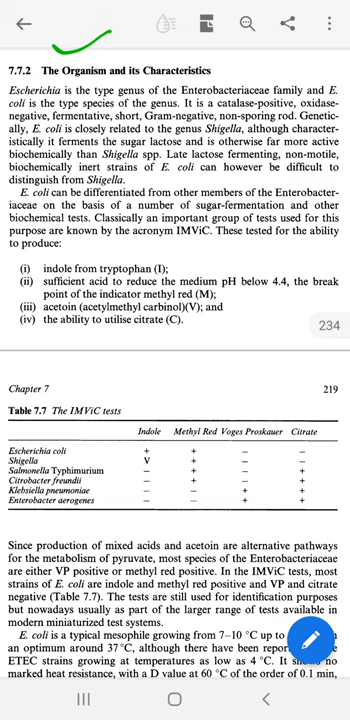 7.7.2 The Organism and its Characteristics
Escherichia is the type genus of the Enterobacteriaceae family and E.
coli is the type species of the genus. It is a catalase-positive, oxidase-
negative, fermentative, short, Gram-negative, non-sporing rod. Genetic-
ally, E. coli is closely related to the genus Shigella, although character-
istically it ferments the sugar lactose and is otherwise far more active
biochemically than Shigella spp. Late lactose fermenting, non-motile,
biochemically inert strains of E. coli can however be difficult to
distinguish from Shigella.
E. coli can be differentiated from other members of the Enterobacter-
iaceae on the basis of a number of sugar-fermentation and other
biochemical tests. Classically an important group of tests used for this
purpose are known by the acronym IMViC. These tested for the ability
to produce:
(i) indole from tryptophan (I);
(ii) sufficient acid to reduce the medium pH below 4.4, the break
point of the indicator methyl red (M);
(iii) acetoin (acetylmethyl carbinol)(V); and
(iv) the ability to utilise citrate (C).
234
Chapter 7 219
Table 7.7 The IMViC tests
Indole Methyl Red Voges Proskauer Citrate
Escherichia coli + + – –
Shigella V + – –
Salmonella Typhimurium – + – +
Citrobacter freundii – + – +
Klebsiella pneumoniae – – + +
Enterobacter aerogenes – – + +
Since production of mixed acids and acetoin are alternative pathways
for the metabolism of pyruvate, most species of the Enterobacteriaceae
are either VP positive or methyl red positive. In the IMViC tests, most
strains of E. coli are indole and methyl red positive and VP and citrate
negative (Table 7.7). The tests are still used for identification purposes
but nowadays usually as part of the larger range of tests available in
modern miniaturized test systems.
E. coli is a typical mesophile growing from 7–10 °C up to
an optimum around 37 °C, although there have been
ETEC strains growing at temperatures as low as 4 °C. It no
marked heat resistance, with a D value at 60 °C of the order of 0.1 min,